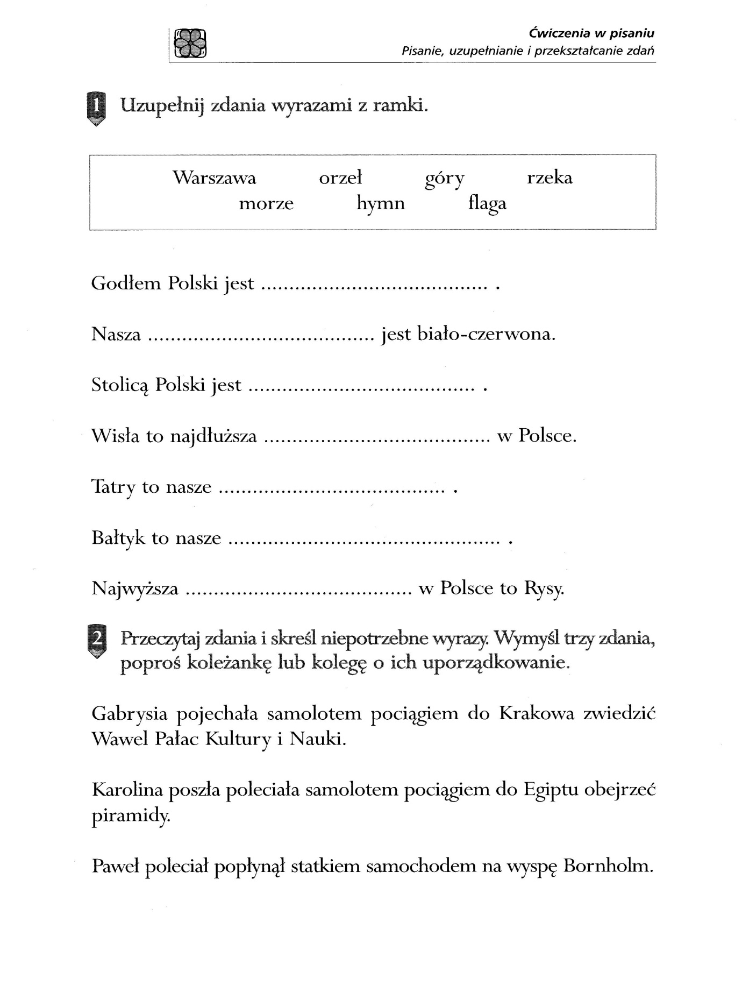 Ćwiczenia w pisaniu
Pisanie, uzupełnianie i przekształcanie zdań
1 Uzupełnij zdania wyrazami z ramki.
Warszawa orzeł góry rzeka
morze hymn flaga
Godłem Polski jest ........................................ .
Nasza ........................................ jest biało-czerwona.
Stolicą Polski jest ........................................ .
Wisła to najdłuższa ........................................ w Polsce.
Tatry to nasze ........................................ .
Bałtyk to nasze ................................................ .
Najwyższa ........................................ w Polsce to Rysy.
2 Przeczytaj zdania i skreśl niepotrzebne wyrazy. Wymyśl trzy zdania,
poproś koleżankę lub kolegę o ich uporządkowanie.
Gabrysia pojechała samolotem pociągiem do Krakowa zwiedzić
Wawel Pałac Kultury i Nauki.
Karolina poszła poleciała samolotem pociągiem do Egiptu obejrzeć
piramidy.
Paweł poleciał popłynął statkiem samochodem na wyspę Bornholm.